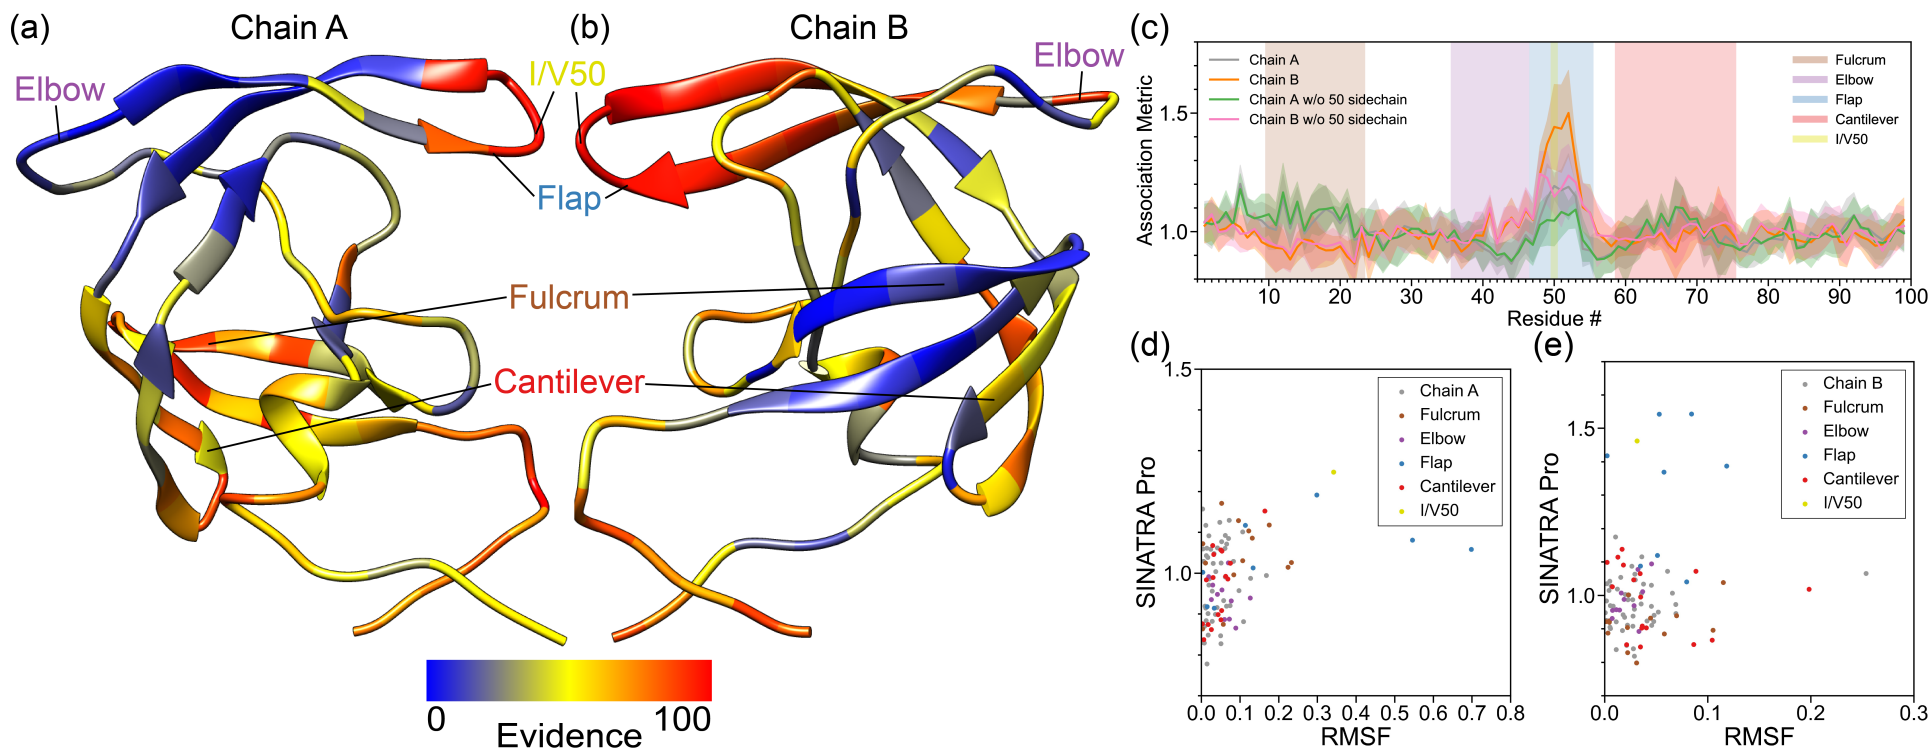 (a)
Chain A
(b)
Chain B
Elbow
I/V50
Elbow
Flap
Fulcrum
Cantilever
0
100
Evidence
(c)
Association Metric
1.5
1.0
Chain A
Chain B
Chain A w/o 50 sidechain
Chain B w/o 50 sidechain
Fulcrum
Elbow
Flap
Cantilever
I/V50
10 20 30 40 50 60 70 80 90 100
Residue #
(d)
SINATRA Pro
1.5
1.0
Chain A
Fulcrum
Elbow
Flap
Cantilever
I/V50
0.0 0.1 0.2 0.3 0.4 0.5 0.6 0.7 0.8
RMSF
(e)
SINATRA Pro
1.5
1.0
Chain B
Fulcrum
Elbow
Flap
Cantilever
I/V50
0.0 0.1 0.2 0.3
RMSF